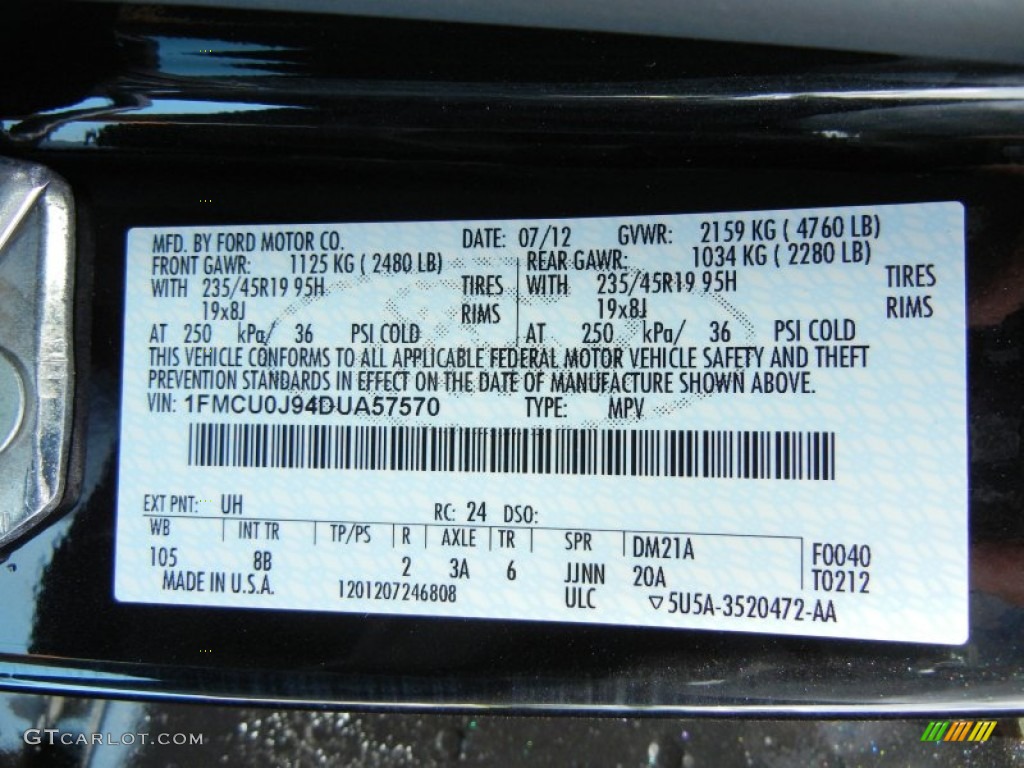 MFD. BY FORD MOTOR CO. DATE: 07/12 GVWR: 2159 KG ( 4760 LB)
FRONT GAWR: 1125 KG ( 2480 LB) REAR GAWR: 1034 KG ( 2280 LB)
WITH 235/45R19 95H TIRES WITH 235/45R19 95H TIRES
19x8J RIMS 19x8J RIMS
AT 250 kPa/ 36 PSI COLD AT 250 kPa/ 36 PSI COLD
THIS VEHICLE CONFORMS TO ALL APPLICABLE FEDERAL MOTOR VEHICLE SAFETY AND THEFT
PREVENTION STANDARDS IN EFFECT ON THE DATE OF MANUFACTURE SHOWN ABOVE.
VIN: 1FMCU0J94DUA57570 TYPE: MPV
EXT PNT: UH RC: 24 DSO:
WB INT TR TP/PS R AXLE TR SPR DM21A F0040
105 8B 2 3A 6 JJNN 20A T0212
MADE IN U.S.A. 1201207246808 ULC ▽5U5A-3520472-AA
GTCARLOT.COM